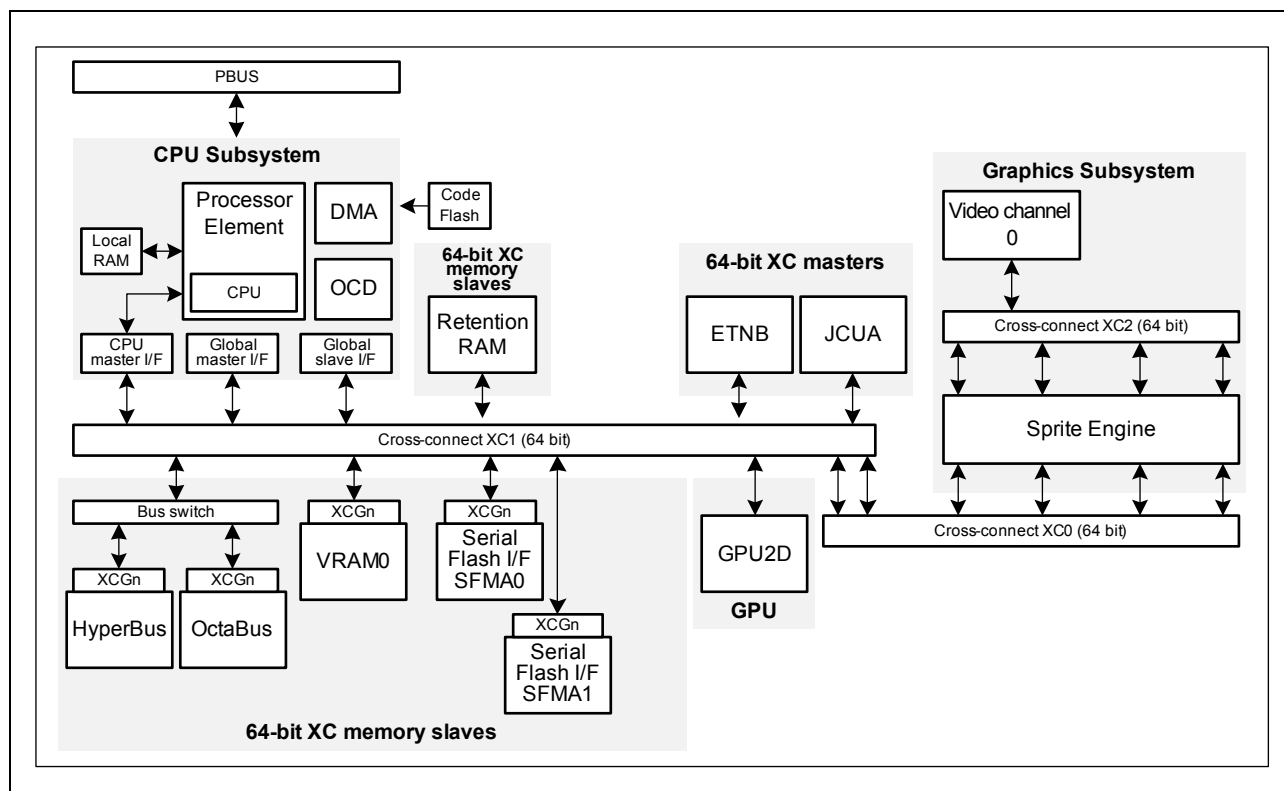 PBUS
CPU Subsystem
Processor
Element
CPU
DMA
OCD
Code
Flash
Local
RAM
CPU
master I/F
Global
master I/F
Global
slave I/F
64-bit XC
memory
slaves
Retention
RAM
64-bit XC masters
ETNB
JCUA
Graphics Subsystem
Video channel
0
Cross-connect XC2 (64 bit)
Sprite Engine
Cross-connect XC1 (64 bit)
Cross-connect XC0 (64 bit)
Bus switch
XCGn
HyperBus
XCGn
OctaBus
XCGn
VRAM0
XCGn
Serial
Flash I/F
SFMA0
XCGn
Serial
Flash I/F
SFMA1
GPU2D
GPU
64-bit XC memory slaves